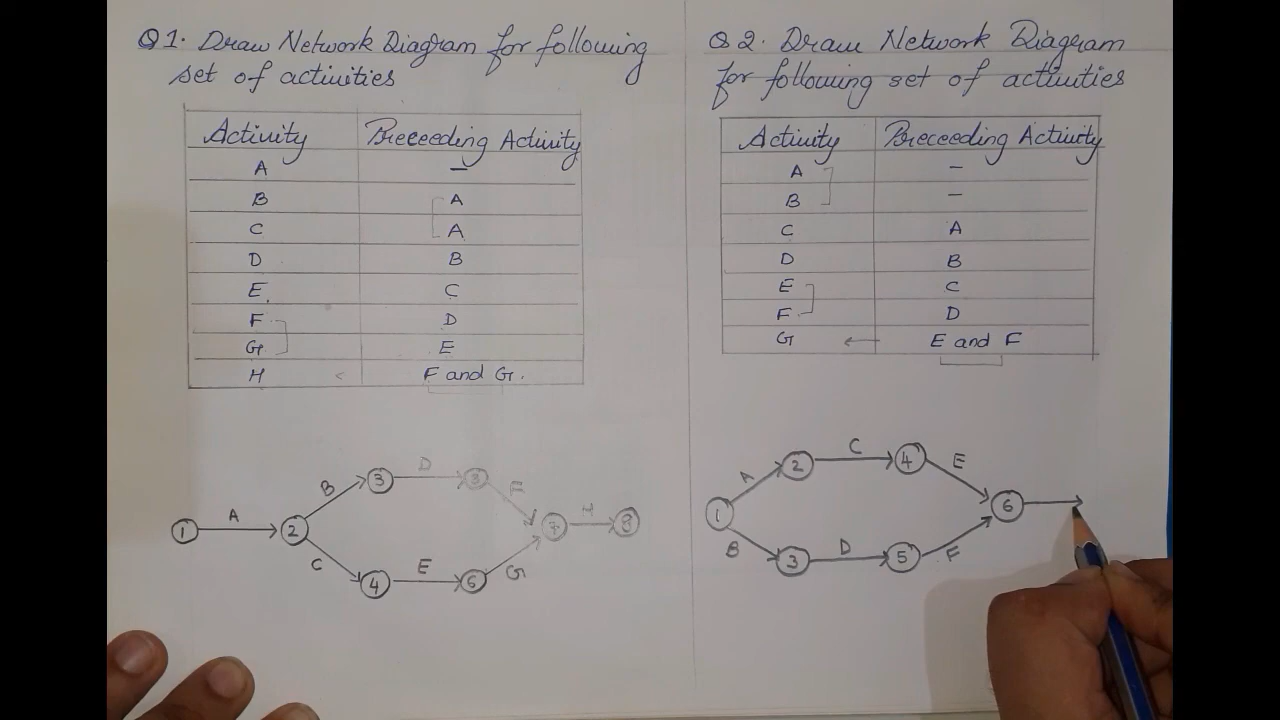 Q1. Draw Network Diagram for following
set of activities
Activity Preceeding Activity
A –
B A
C A
D B
E. C
F D
G E
H F and G.
1 A 2 B 3 D 5 F 7 H 8
C 4 E 6 G
Q2. Draw Network Diagram
for following set of activities
Activity Preceeding Activity
A –
B –
C A
D B
E C
F D
G E and F
1 A 2 C 4 E 6
B 3 D 5 F